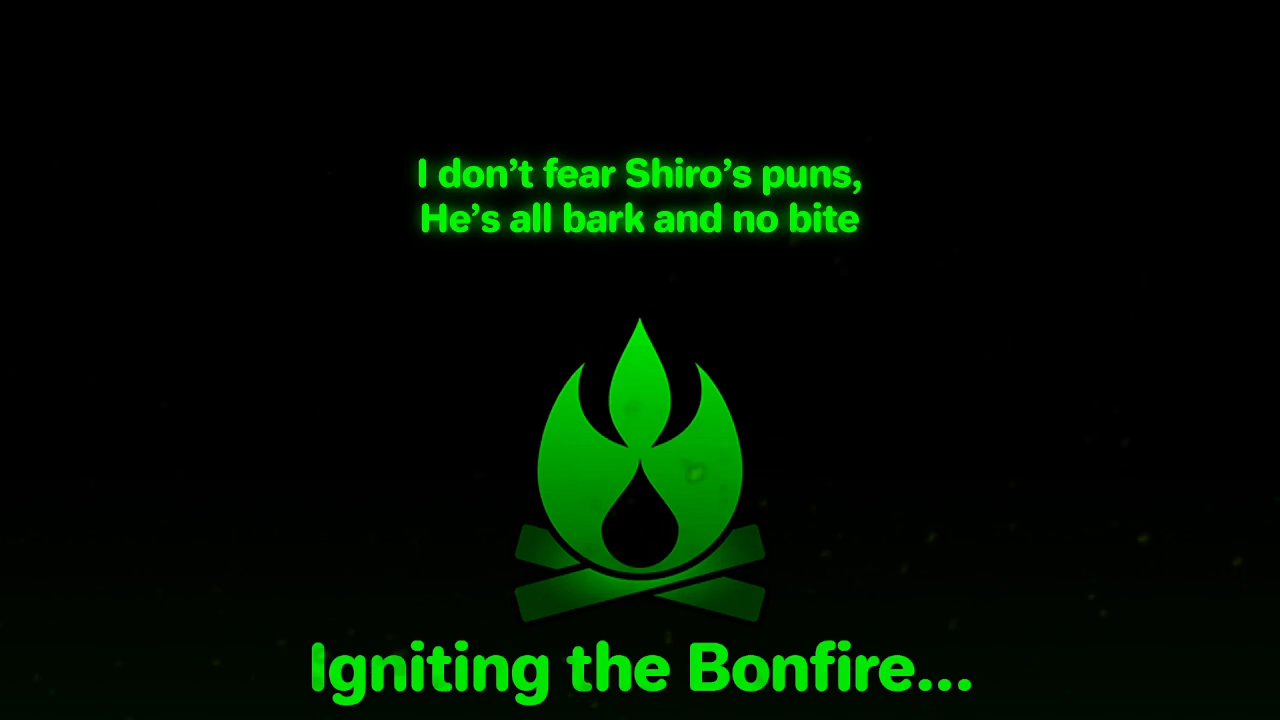 I don’t fear Shiro’s puns,
He’s all bark and no bite
Igniting the Bonfire...